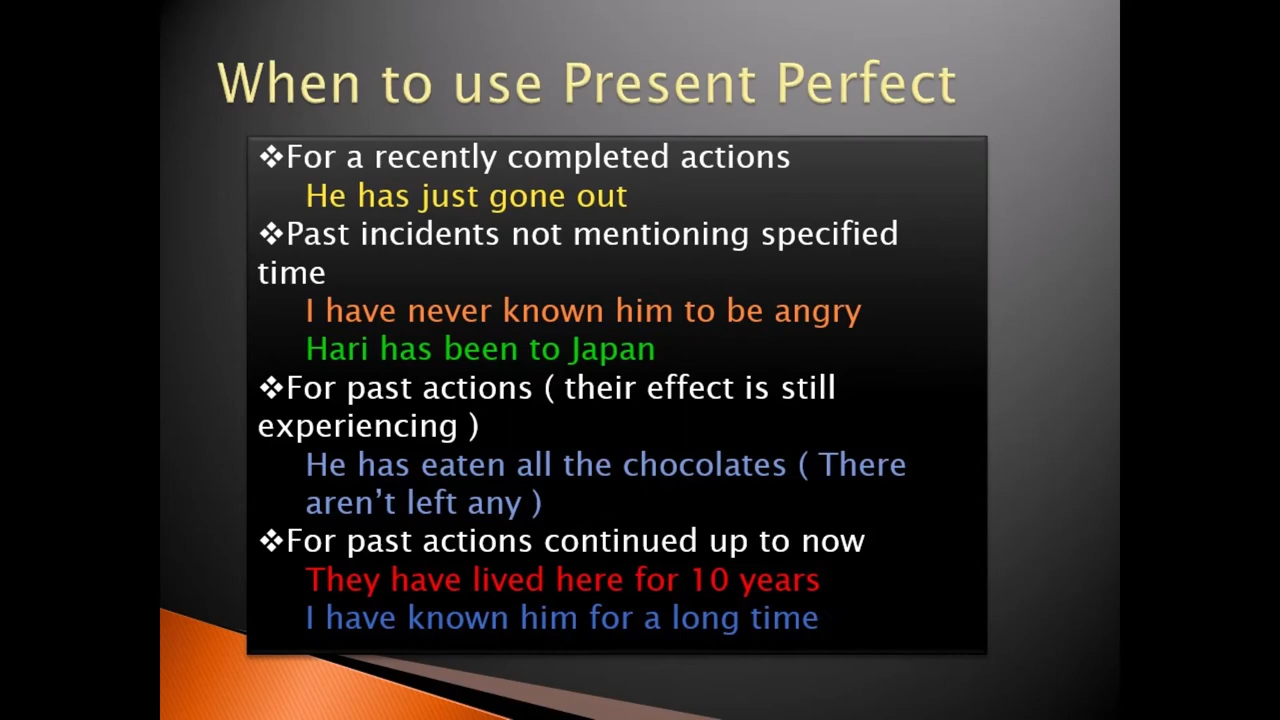 When to use Present Perfect
❖For a recently completed actions
He has just gone out
❖Past incidents not mentioning specified
time
I have never known him to be angry
Hari has been to Japan
❖For past actions ( their effect is still
experiencing )
He has eaten all the chocolates ( There
aren’t left any )
❖For past actions continued up to now
They have lived here for 10 years
I have known him for a long time